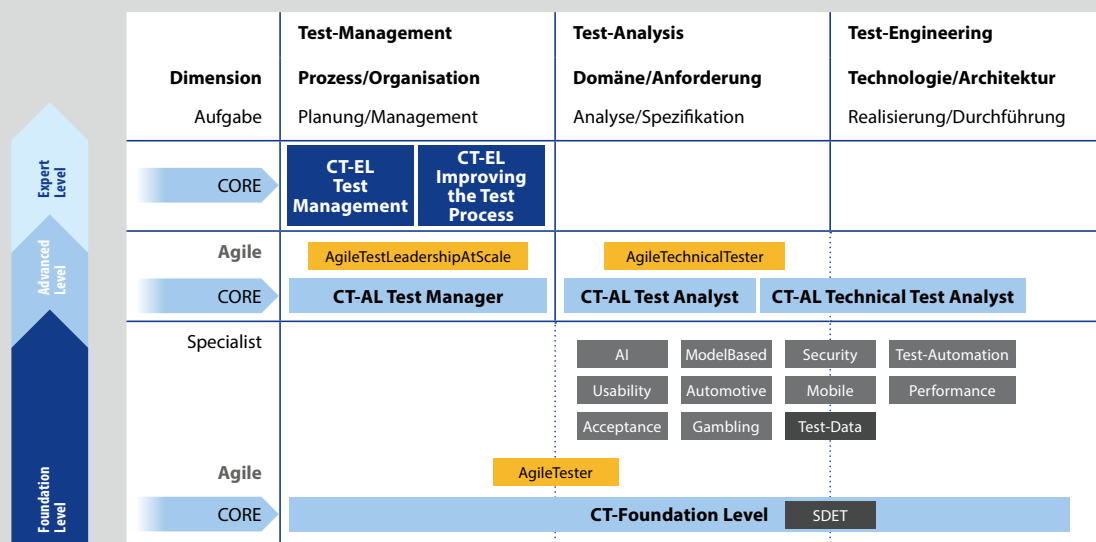 Test-Management
Test-Analysis
Test-Engineering
Dimension
Prozess/Organisation
Domäne/Anforderung
Technologie/Architektur
Aufgabe
Planung/Management
Analyse/Spezifikation
Realisierung/Durchführung
Expert
Level
CORE
CT-EL
Test
Management
CT-EL
Improving
the Test
Process
Advanced
Level
Agile
AgileTestLeadershipAtScale
AgileTechnicalTester
CORE
CT-AL Test Manager
CT-AL Test Analyst
CT-AL Technical Test Analyst
Specialist
AI
ModelBased
Security
Test-Automation
Usability
Automotive
Mobile
Performance
Acceptance
Gambling
Test-Data
Foundation
Level
Agile
AgileTester
CORE
CT-Foundation Level
SDET